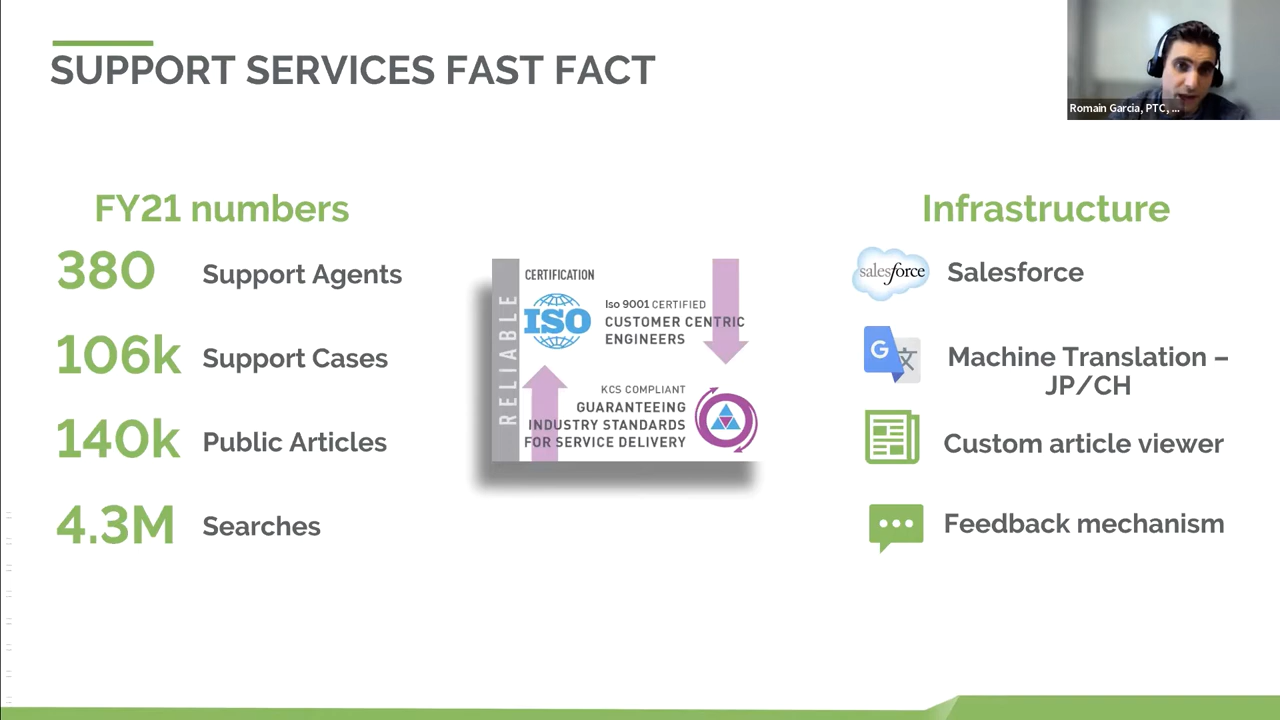 SUPPORT SERVICES FAST FACT
Romain Garcia, PTC, ...
FY21 numbers
380 Support Agents
106k Support Cases
140k Public Articles
4.3M Searches
RELIABLE
CERTIFICATION
ISO
Iso 9001 CERTIFIED
CUSTOMER CENTRIC
ENGINEERS
KCS COMPLIANT
GUARANTEEING
INDUSTRY STANDARDS
FOR SERVICE DELIVERY
Infrastructure
salesforce Salesforce
G 文 Machine Translation –
JP/CH
Custom article viewer
Feedback mechanism